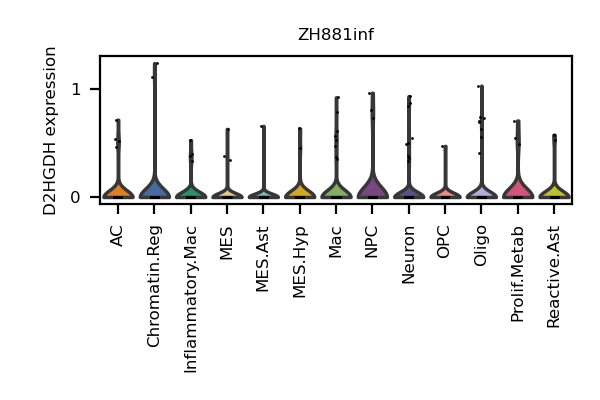 ZH881inf
D2HGDH expression
1
0
AC
Chromatin.Reg
Inflammatory.Mac
MES
MES.Ast
MES.Hyp
Mac
NPC
Neuron
OPC
Oligo
Prolif.Metab
Reactive.Ast